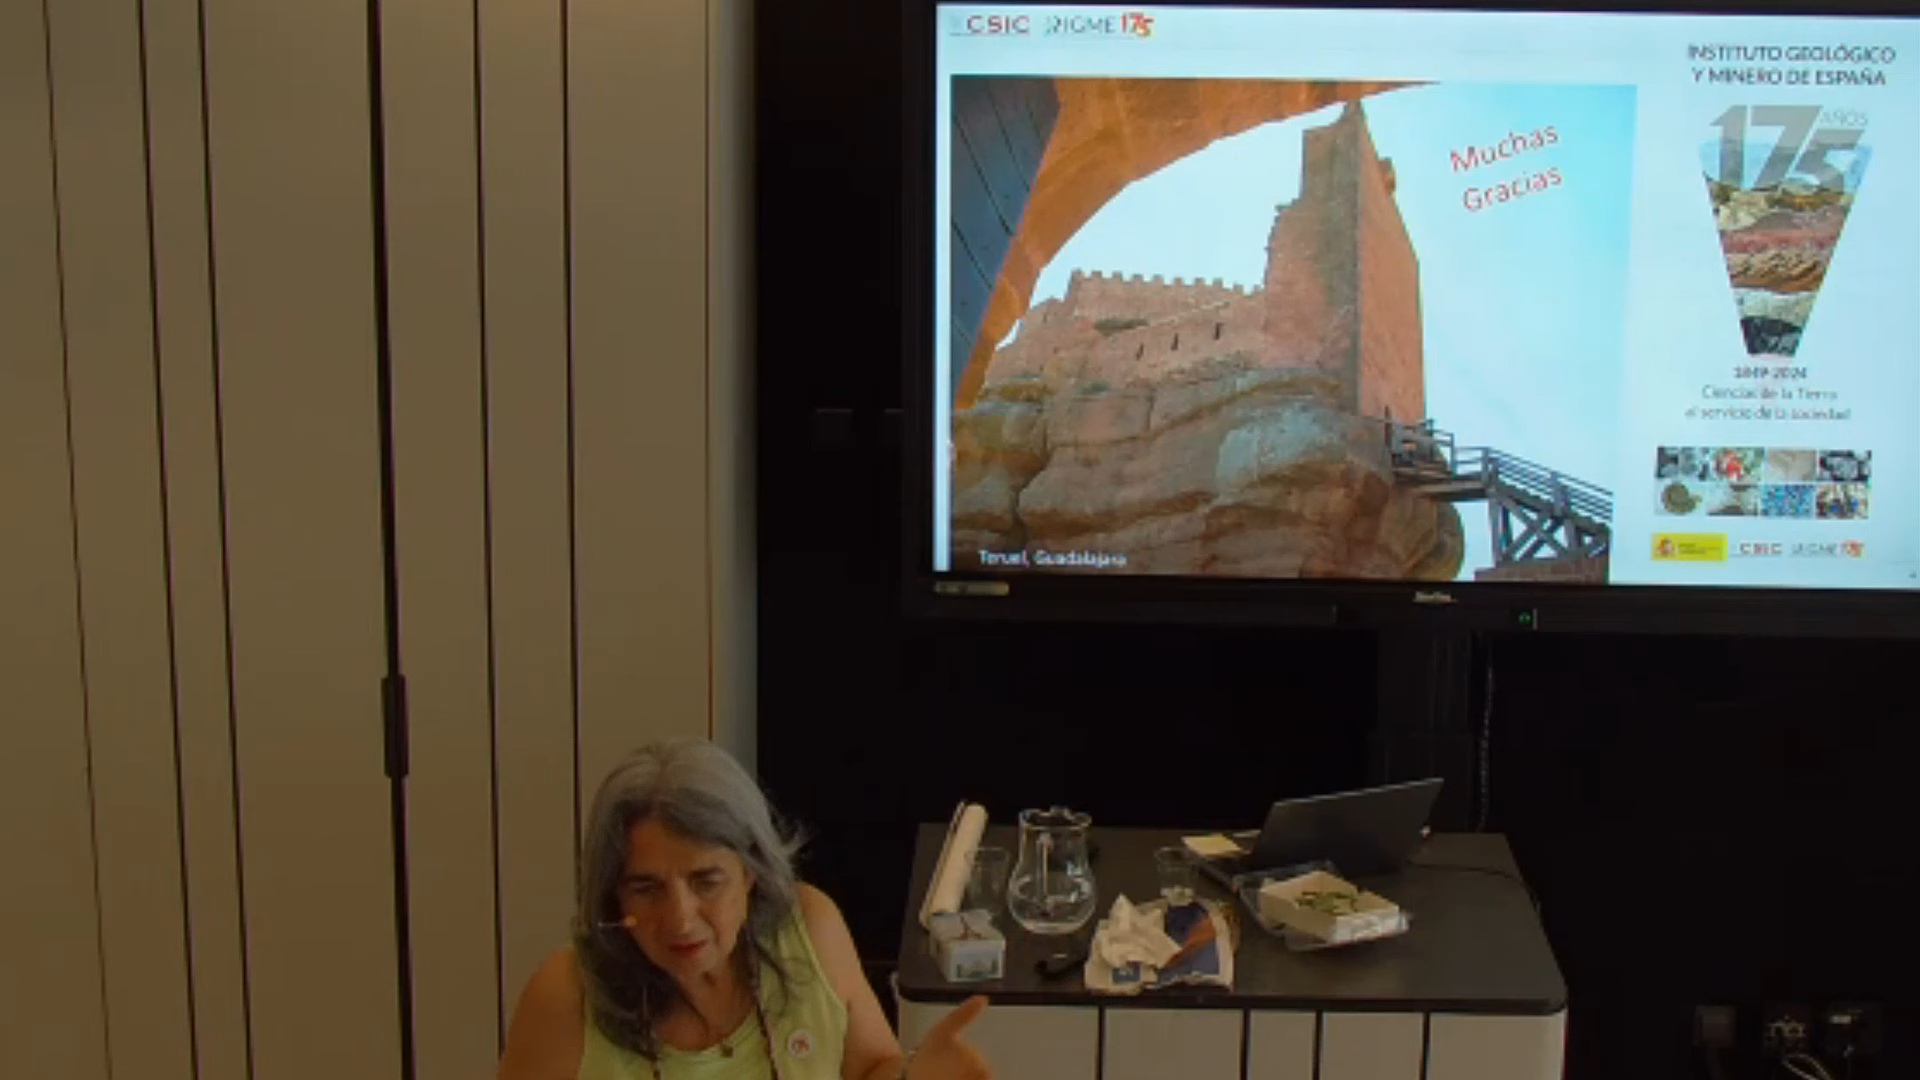 CSIC IGME 175
INSTITUTO GEOLÓGICO
Y MINERO DE ESPAÑA
175 AÑOS
Muchas
Gracias
1849-2024
Ciencias de la Tierra
al servicio de la sociedad
CSIC IGME 175
Teruel, Guadalajara